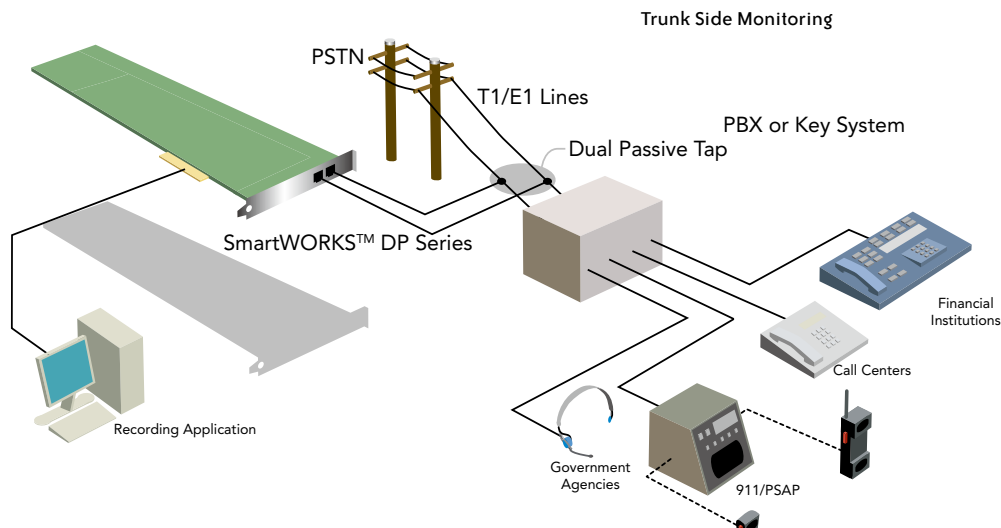 Trunk Side Monitoring
PSTN
T1/E1 Lines
PBX or Key System
Dual Passive Tap
SmartWORKS™ DP Series
Financial
Institutions
Call Centers
Recording Application
Government
Agencies
911/PSAP